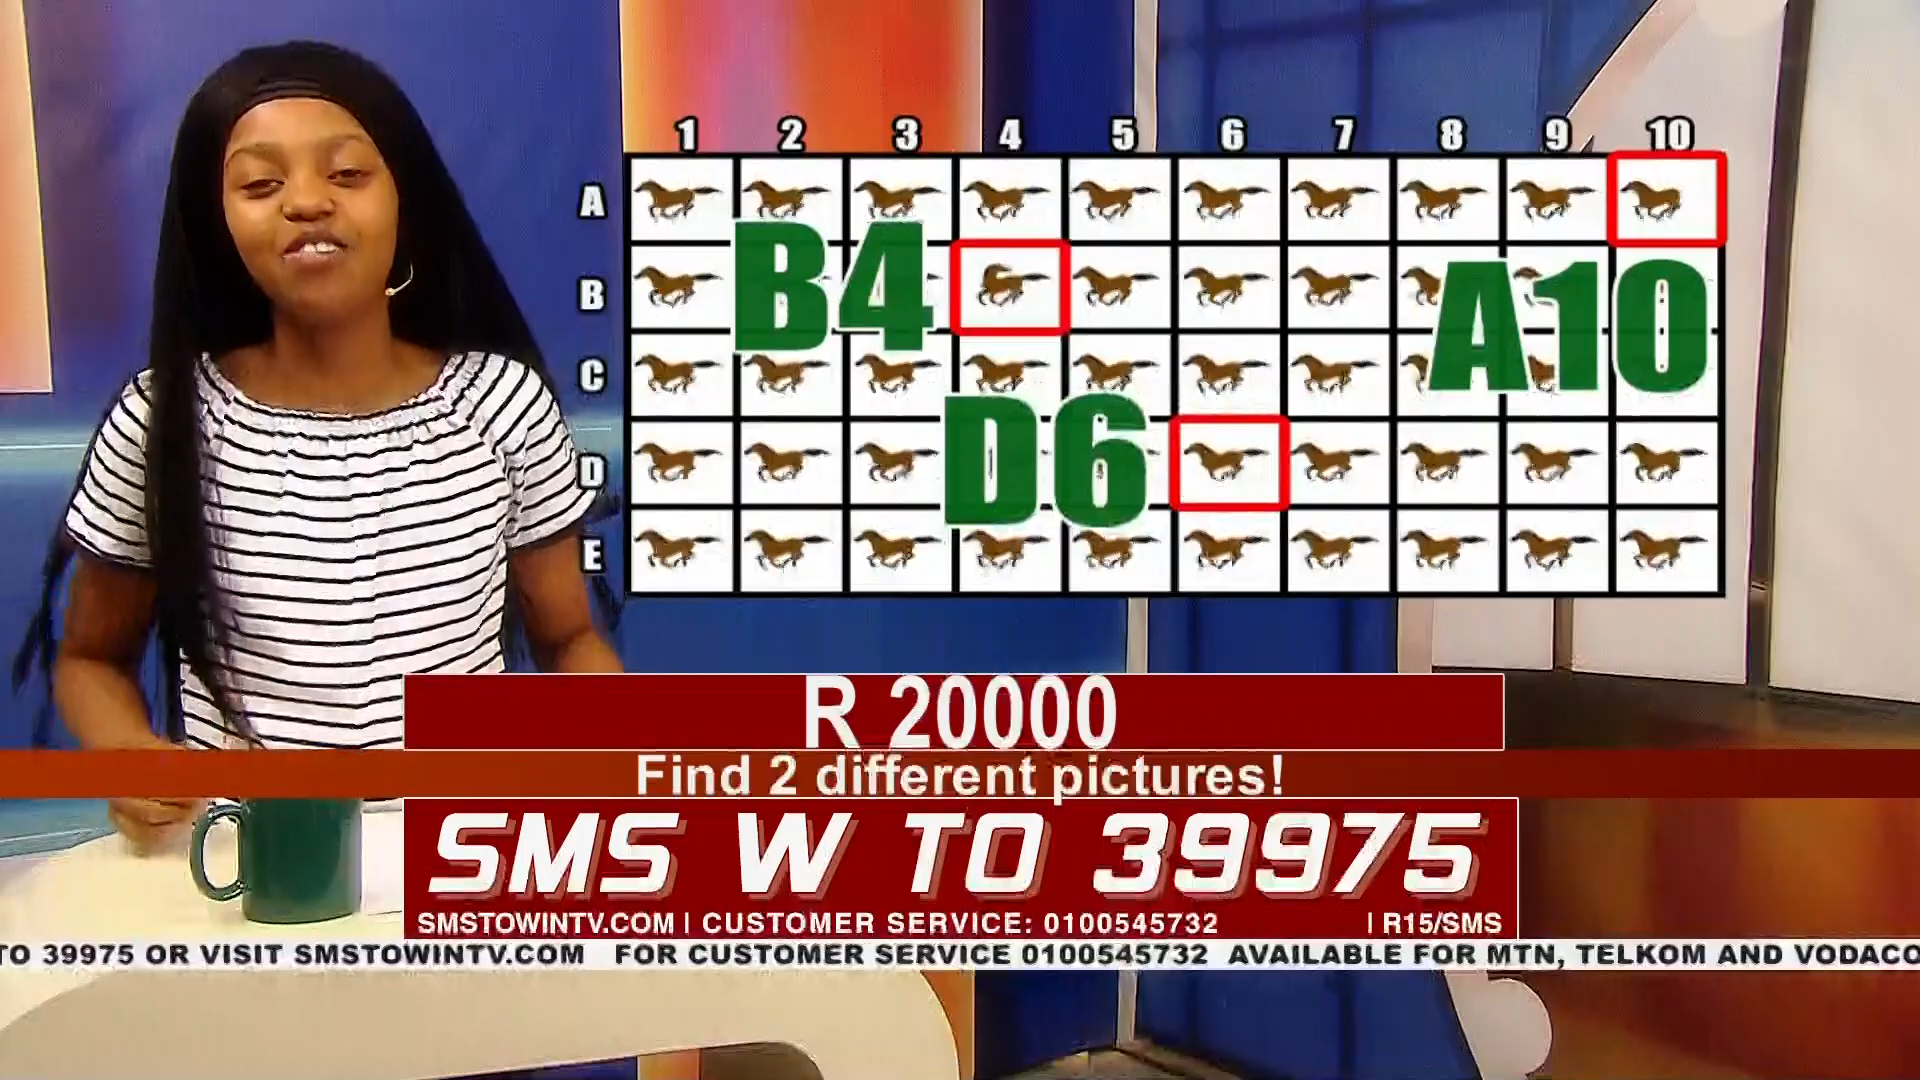 1 2 3 4 5 6 7 8 9 10
A
B
C
D
E
B4
A10
D6
R 20000
Find 2 different pictures!
SMS W TO 39975
SMSTOWINTV.COM | CUSTOMER SERVICE: 0100545732 | R15/SMS
TO 39975 OR VISIT SMSTOWINTV.COM FOR CUSTOMER SERVICE 0100545732 AVAILABLE FOR MTN, TELKOM AND VODACO